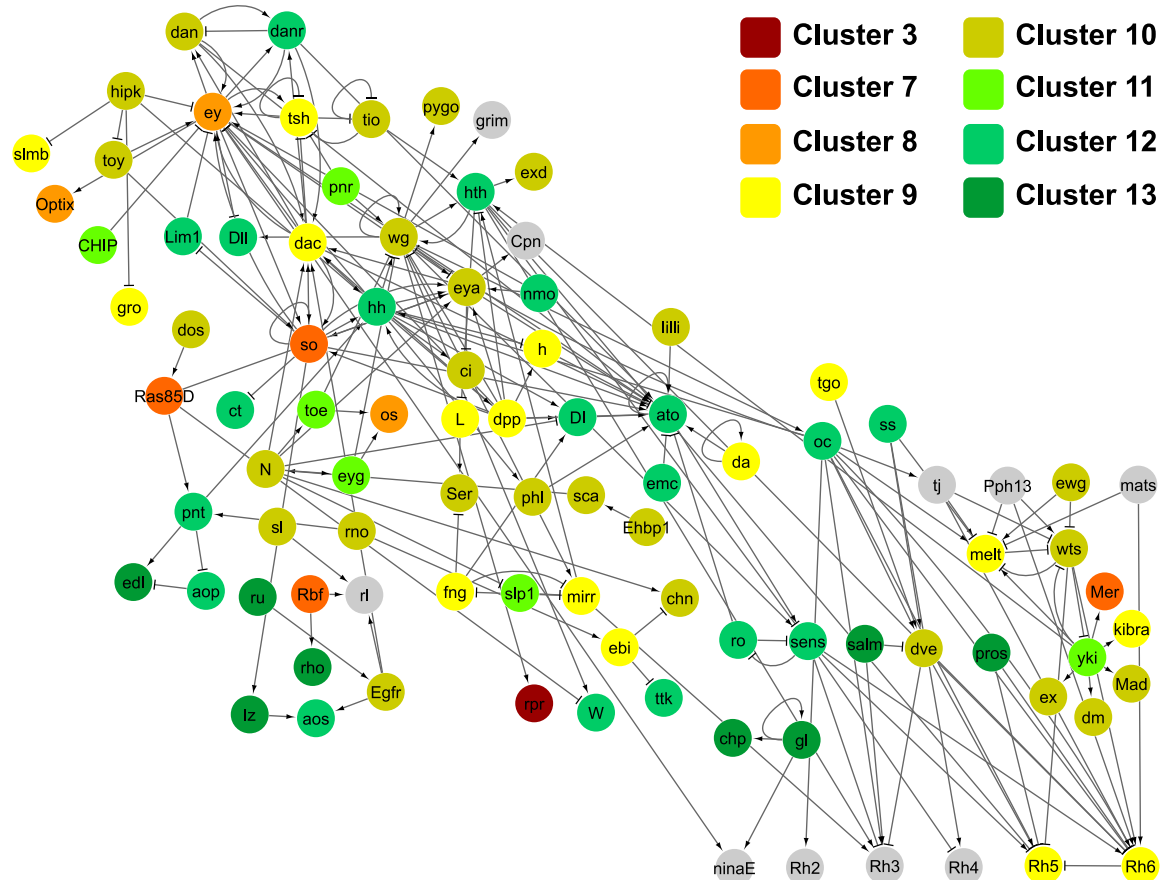 Cluster 3
Cluster 10
Cluster 7
Cluster 11
Cluster 8
Cluster 12
Cluster 9
Cluster 13
dan
danr
hipk
ey
tsh
tio
pygo
grim
slmb
toy
exd
pnr
hth
Optix
CHIP
Lim1
Dll
dac
wg
Cpn
eya
nmo
gro
hh
dos
so
lilli
h
ci
tgo
Ras85D
ct
toe
os
L
dpp
Dl
ato
oc
ss
da
N
eyg
Ser
phl
sca
emc
tj
Pph13
ewg
mats
Ehbp1
pnt
sl
rno
melt
wts
edl
aop
ru
Rbf
rl
fng
slp1
mirr
chn
Mer
kibra
ro
sens
salm
dve
pros
yki
ebi
rho
Egfr
ex
Mad
lz
aos
rpr
W
ttk
dm
chp
gl
ninaE
Rh2
Rh3
Rh4
Rh5
Rh6